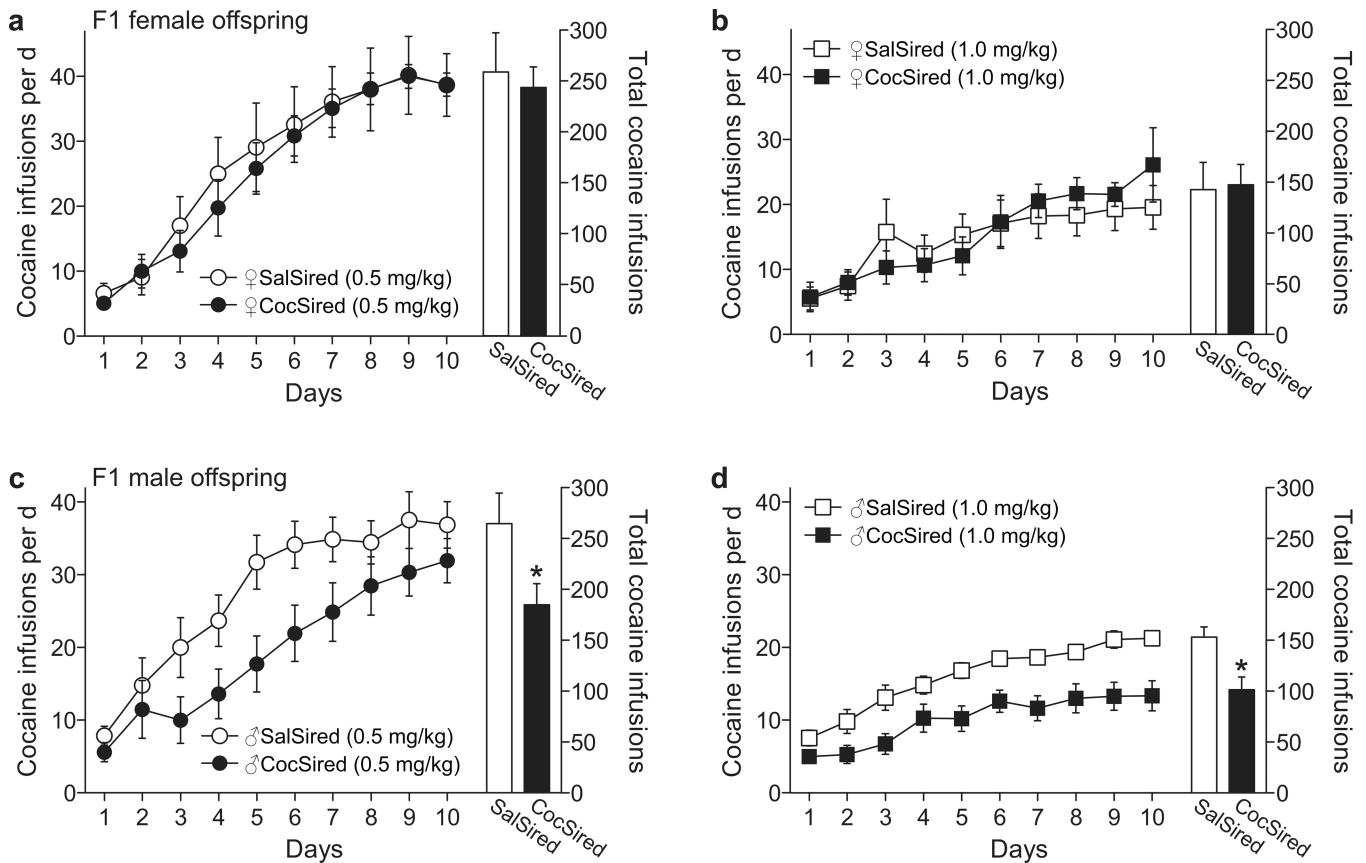 a
F1 female offspring
Cocaine infusions per d
40
30
20
10
0
♀SalSired (0.5 mg/kg)
♀CocSired (0.5 mg/kg)
1 2 3 4 5 6 7 8 9 10
Days
SalSired
CocSired
300
250
200
150
100
50
0
Total cocaine infusions
b
Cocaine infusions per d
40
30
20
10
0
♀SalSired (1.0 mg/kg)
♀CocSired (1.0 mg/kg)
1 2 3 4 5 6 7 8 9 10
Days
SalSired
CocSired
300
250
200
150
100
50
0
Total cocaine infusions
c
F1 male offspring
Cocaine infusions per d
40
30
20
10
0
♂SalSired (0.5 mg/kg)
♂CocSired (0.5 mg/kg)
1 2 3 4 5 6 7 8 9 10
Days
*
SalSired
CocSired
300
250
200
150
100
50
0
Total cocaine infusions
d
Cocaine infusions per d
40
30
20
10
0
♂SalSired (1.0 mg/kg)
♂CocSired (1.0 mg/kg)
1 2 3 4 5 6 7 8 9 10
Days
*
SalSired
CocSired
300
250
200
150
100
50
0
Total cocaine infusions